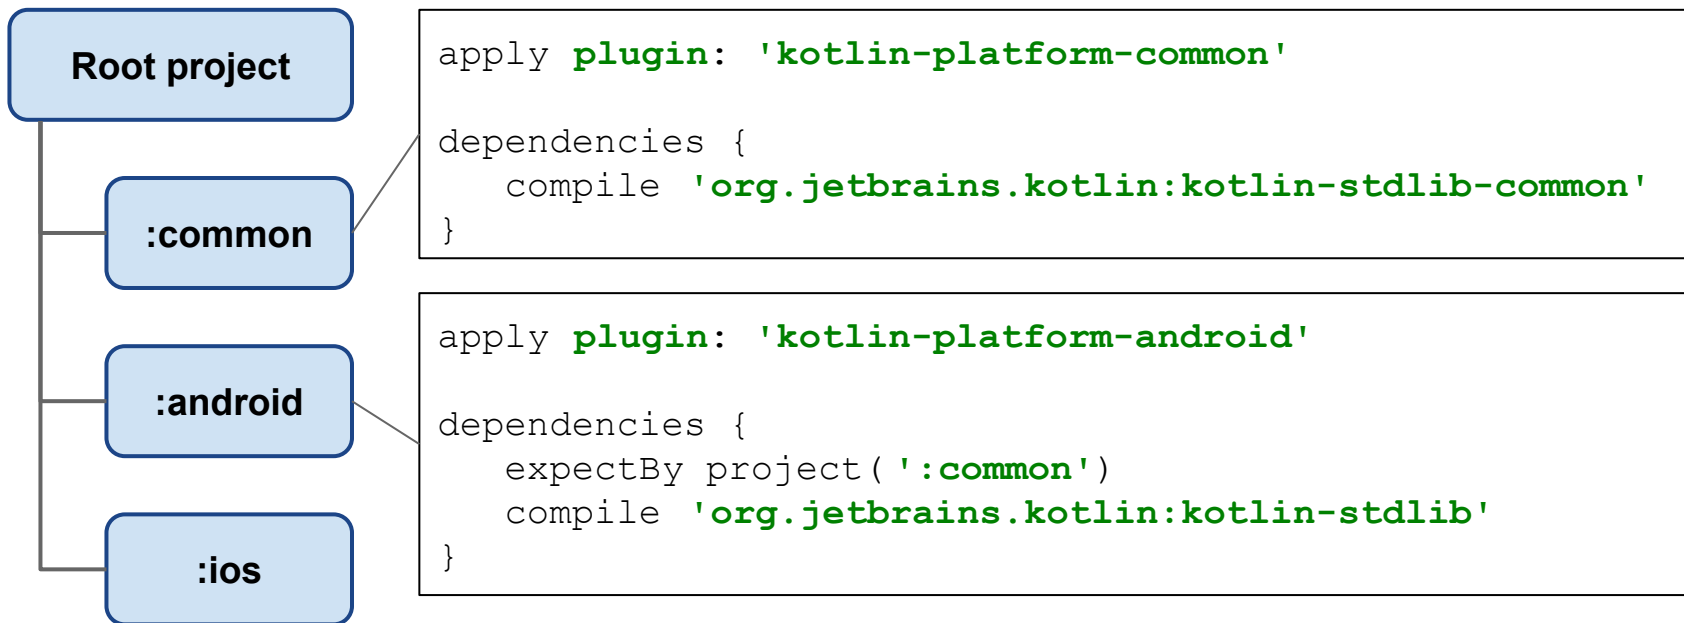 Root project
:common
:android
:ios
apply plugin: 'kotlin-platform-common'
dependencies {
   compile 'org.jetbrains.kotlin:kotlin-stdlib-common'
}
apply plugin: 'kotlin-platform-android'
dependencies {
   expectBy project(':common')
   compile 'org.jetbrains.kotlin:kotlin-stdlib'
}